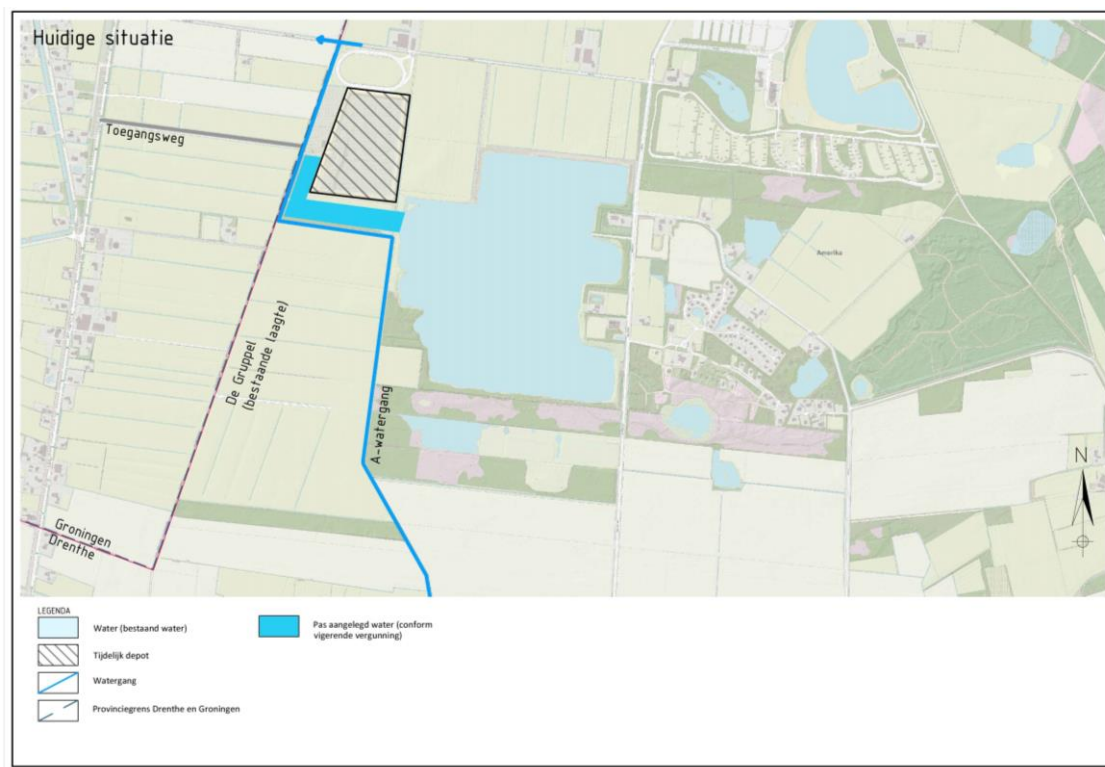 Huidige situatie
Toegangsweg
De Gruppel
(bestaande laagte)
A-watergang
Groningen
Drenthe
N
LEGENDA
Water (bestaand water)
Tijdelijk depot
Watergang
Provinciegrens Drenthe en Groningen
Pas aangelegd water (conform
vigerende vergunning)